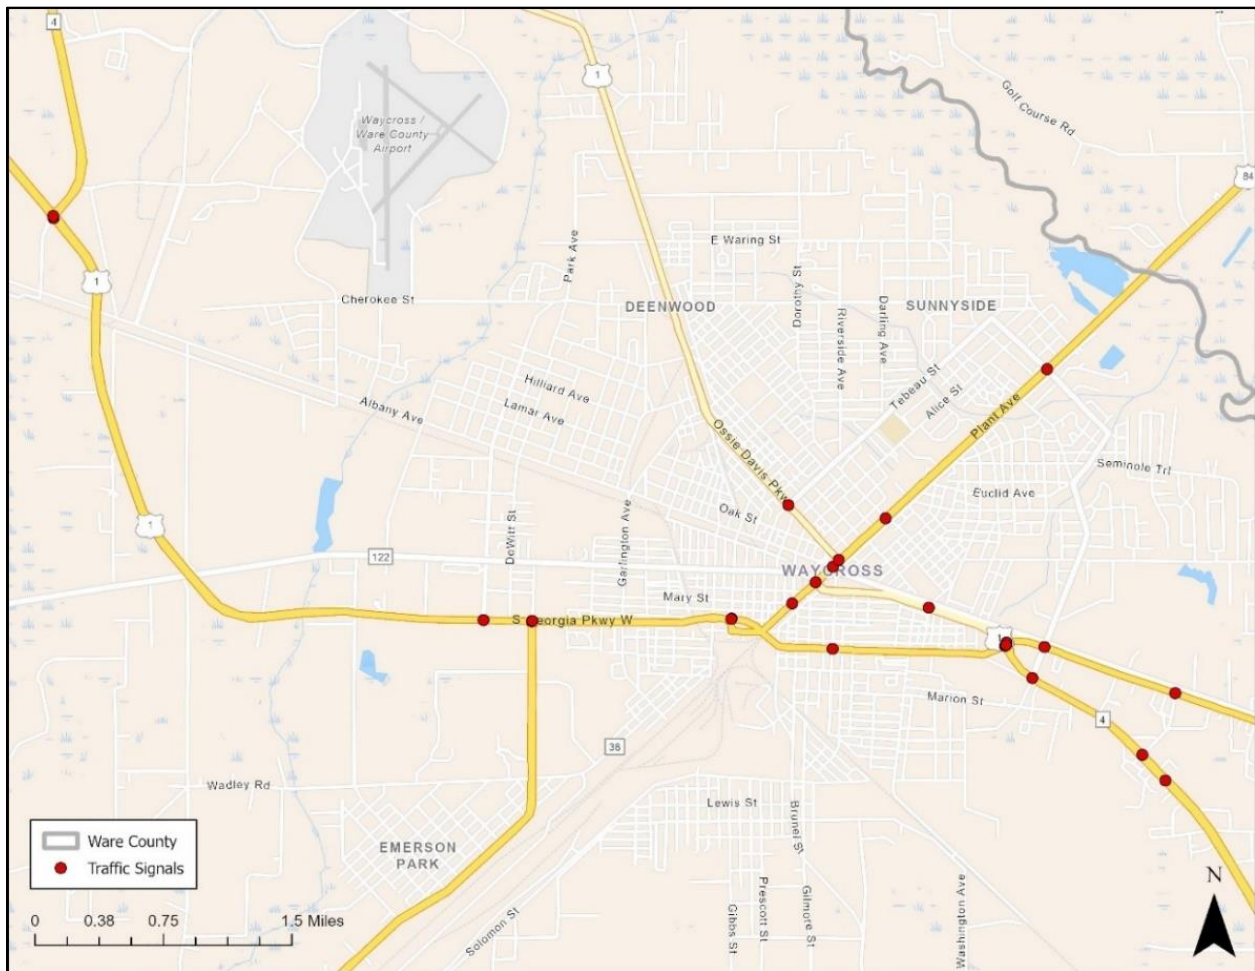 4
1
Golf Course Rd
Waycross /
Ware County
Airport
84
E Waring St
Park Ave
Dorothy St
1
Cherokee St
DEENWOOD
SUNNYSIDE
Riverside Ave
Darling Ave
Tebeau St
Hilliard Ave
Alice St
Albany Ave
Lamar Ave
Plant Ave
Ossie Davis Pkwy
Seminole Trl
Euclid Ave
Oak St
1
DeWitt St
Garlington Ave
122
WAYCROSS
Mary St
S Georgia Pkwy W
1
Marion St
4
38
Wadley Rd
Lewis St
Brunel St
EMERSON
PARK
Ware County
Traffic Signals
N
0 0.38 0.75 1.5 Miles
Solomon St
Gibbs St
Prescott St
Gilmore St
Washington Ave